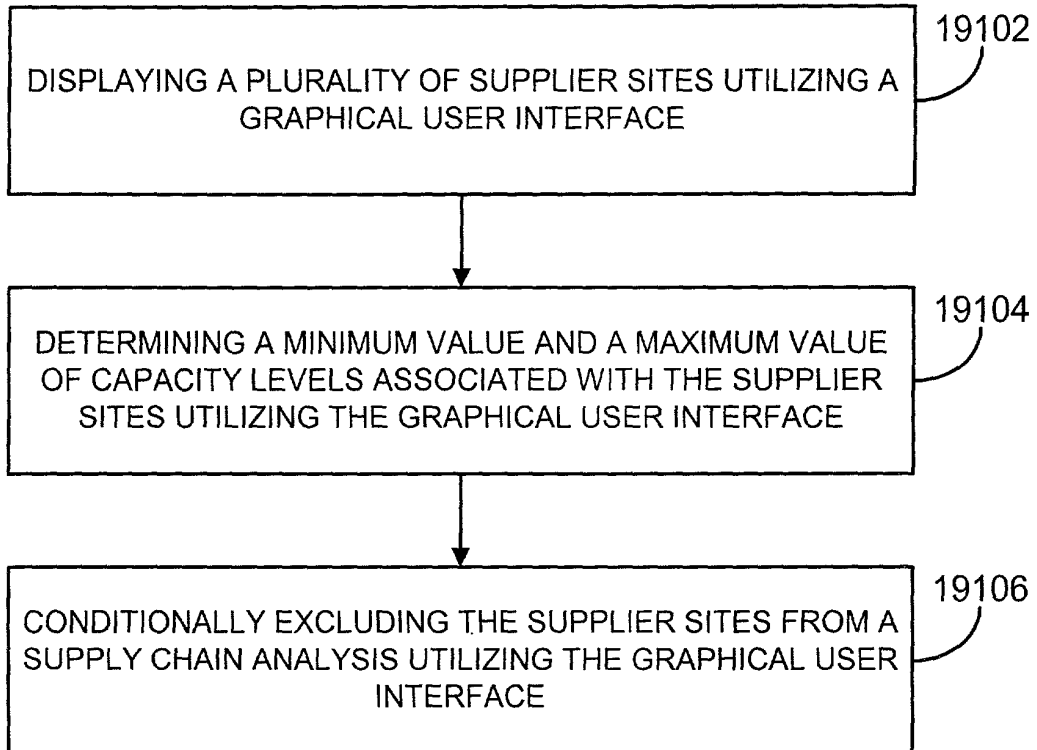 19102
DISPLAYING A PLURALITY OF SUPPLIER SITES UTILIZING A
GRAPHICAL USER INTERFACE
19104
DETERMINING A MINIMUM VALUE AND A MAXIMUM VALUE
OF CAPACITY LEVELS ASSOCIATED WITH THE SUPPLIER
SITES UTILIZING THE GRAPHICAL USER INTERFACE
19106
CONDITIONALLY EXCLUDING THE SUPPLIER SITES FROM A
SUPPLY CHAIN ANALYSIS UTILIZING THE GRAPHICAL USER
INTERFACE